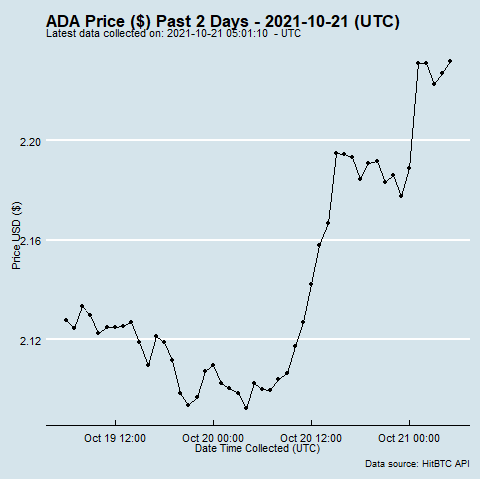 ADA Price ($) Past 2 Days - 2021-10-21 (UTC)
Latest data collected on: 2021-10-21 05:01:10  - UTC
2.20
2.16
2.12
Price USD ($)
Oct 19 12:00
Oct 20 00:00
Oct 20 12:00
Oct 21 00:00
Date Time Collected (UTC)
Data source: HitBTC API